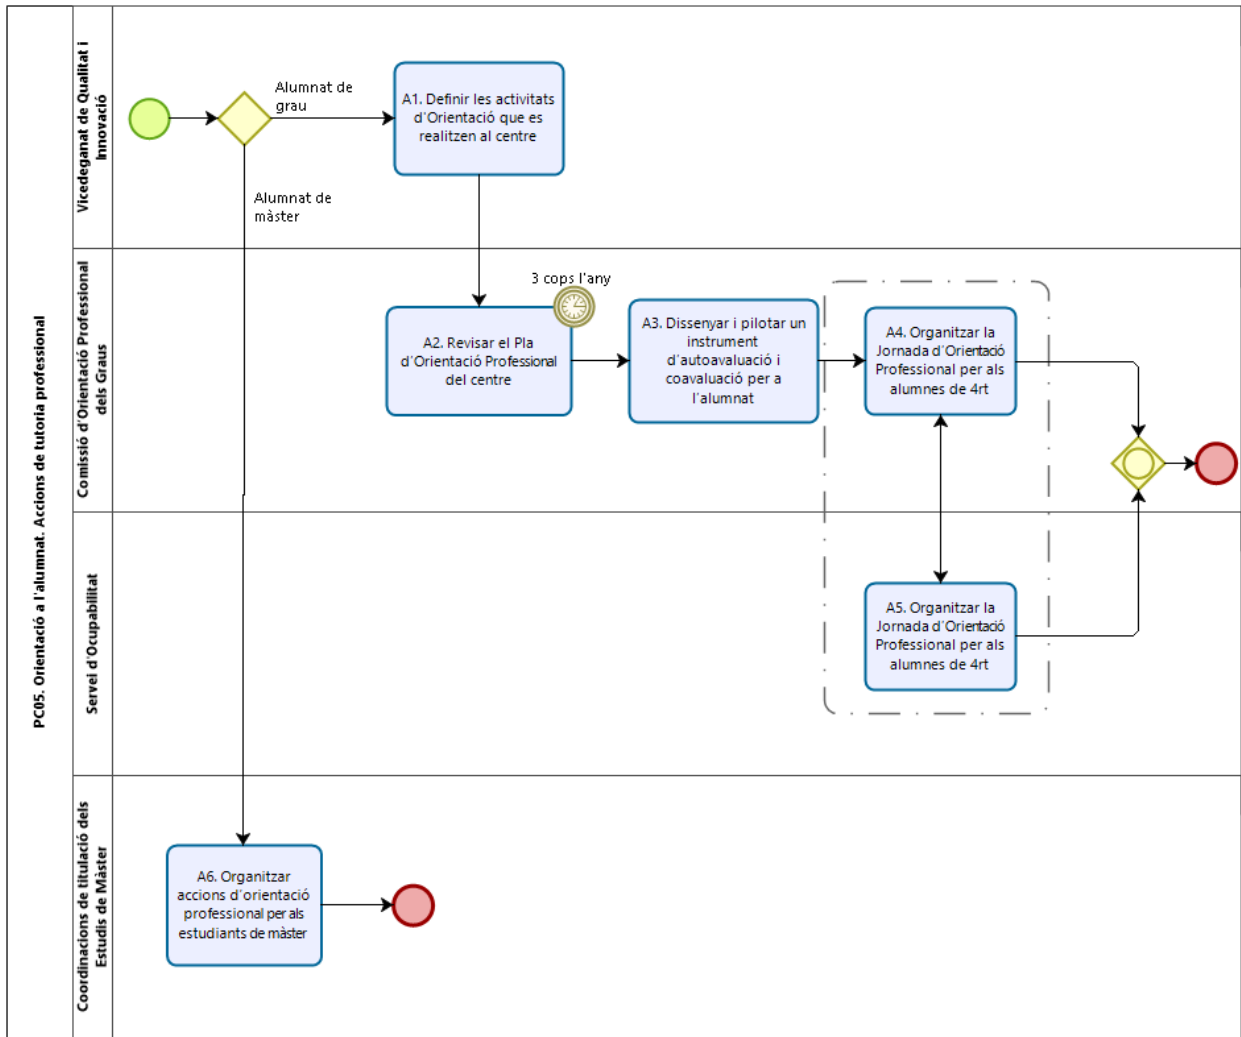 PC05. Orientació a l'alumnat. Accions de tutoria professional
Vicedeganat de Qualitat i
Innovació
Alumnat de
grau
A1. Definir les activitats
d'Orientació que es
realitzen al centre
Alumnat de
màster
Comissió d'Orientació Professional
dels Graus
3 cops l'any
A2. Revisar el Pla
d'Orientació Professional
del centre
A3. Dissenyar i pilotar un
instrument
d'autoavaluació i
coavaluació per a
l'alumnat
A4. Organitzar la
Jornada d'Orientació
Professional per als
alumnes de 4rt
Servei d'Ocupabilitat
A5. Organitzar la
Jornada d'Orientació
Professional per als
alumnes de 4rt
Coordinacions de titulació dels
Estudis de Màster
A6. Organitzar
accions d'orientació
professional per als
estudiants de màster